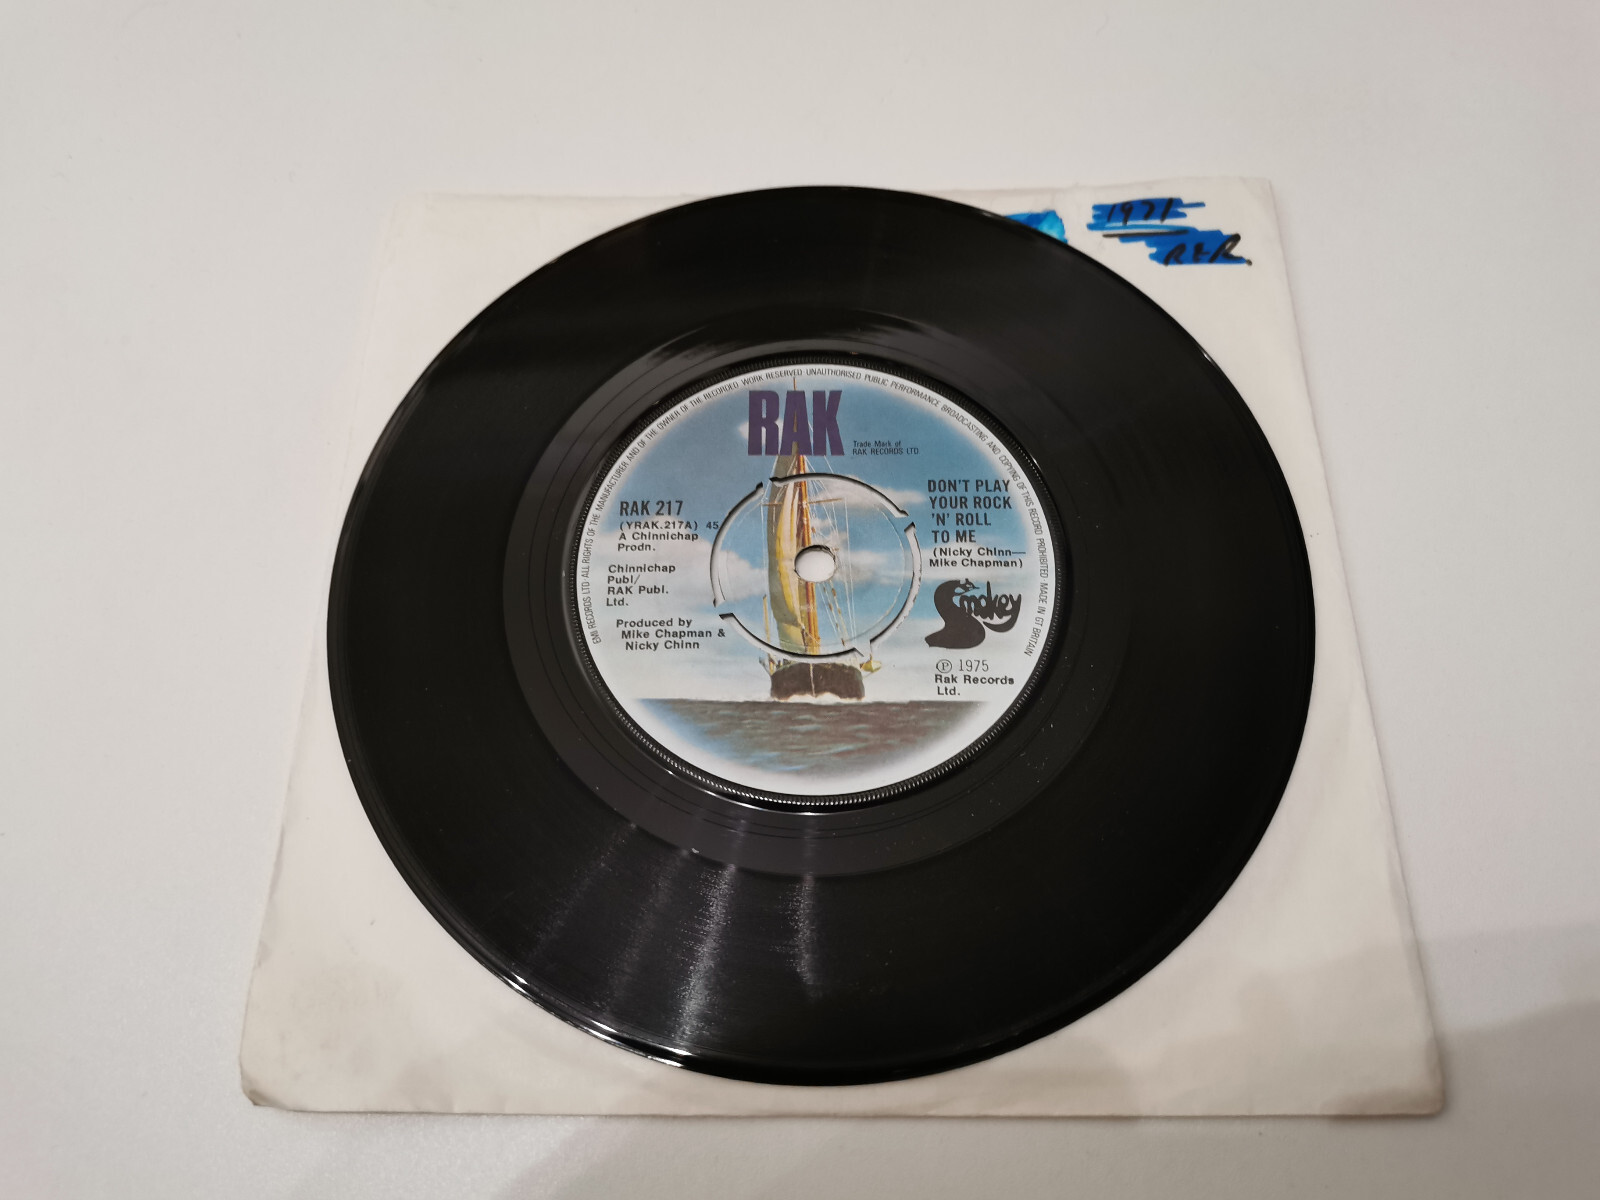 1971
R & R.
EMI RECORDS LTD ALL RIGHTS OF THE MANUFACTURER AND OF THE OWNER OF THE RECORDED WORK RESERVED UNAUTHORISED PUBLIC PERFORMANCE BROADCASTING AND COPYING OF THIS RECORD PROHIBITED MADE IN GT BRITAIN
RAK
Trade Mark of
RAK RECORDS LTD
RAK 217
(YRAK.217A) 45
A Chinnichap
Prodn.
Chinnichap
Publ/
RAK Publ.
Ltd.
Produced by
Mike Chapman &
Nicky Chinn
DON'T PLAY
YOUR ROCK
'N' ROLL
TO ME
(Nicky Chinn—
Mike Chapman)
Smokey
℗ 1975
Rak Records
Ltd.